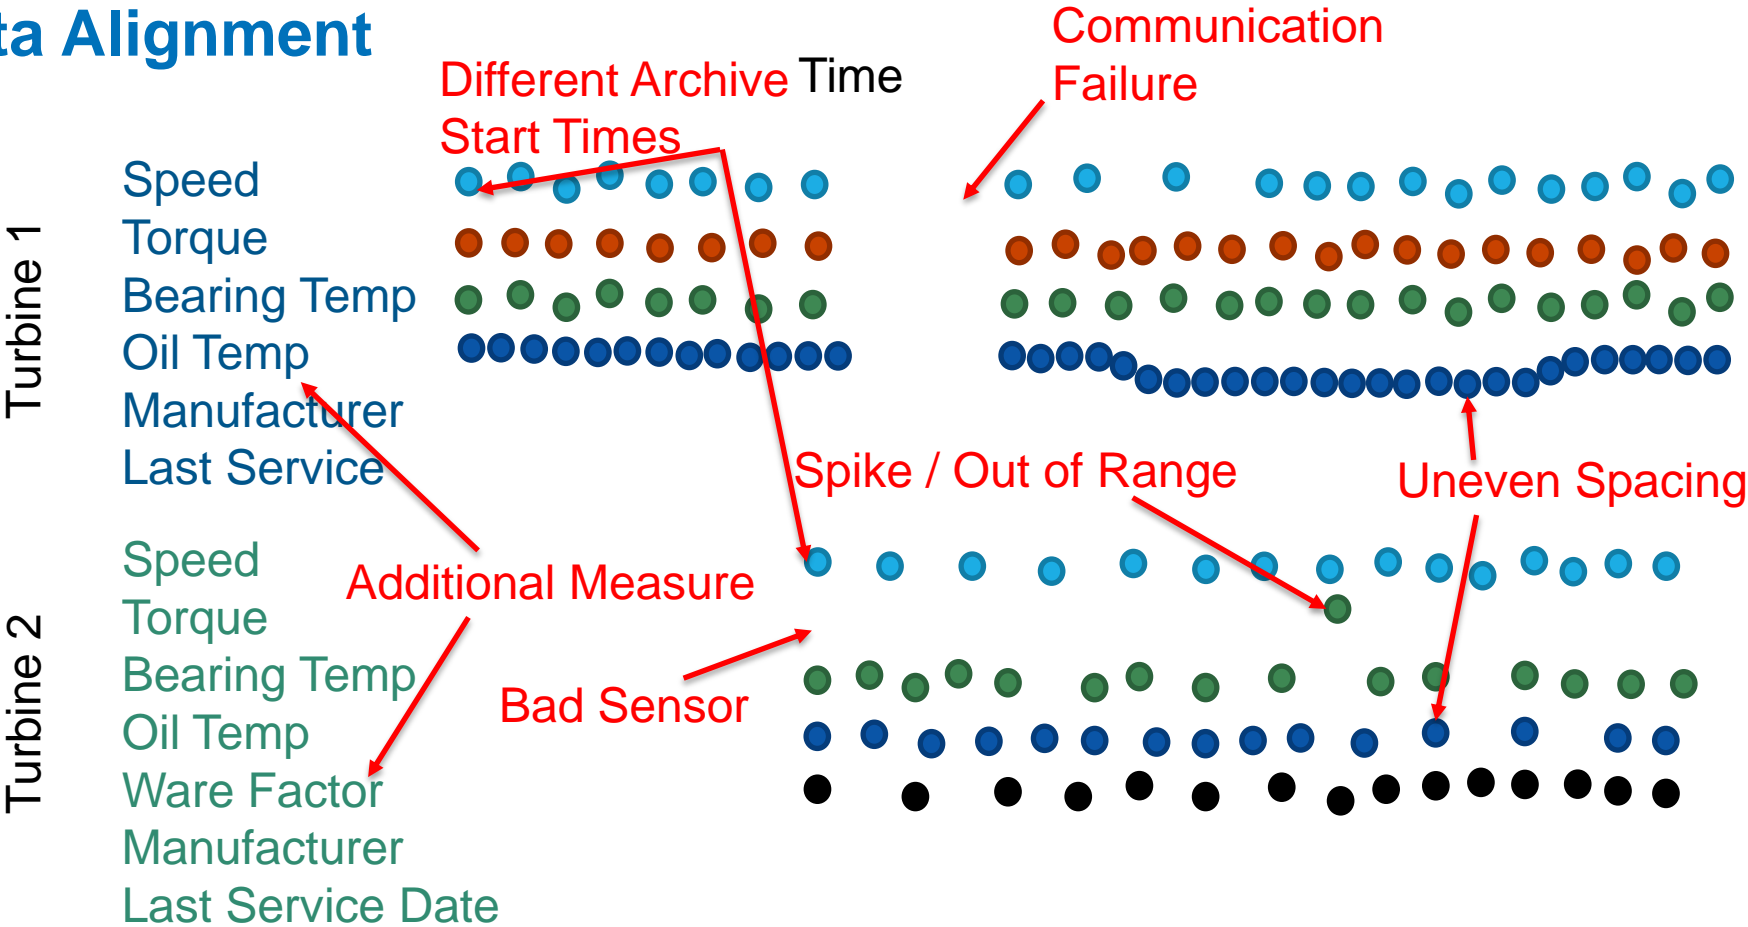 ta Alignment
Communication
Failure
Different Archive
Start Times
Time
Turbine 1
Speed
Torque
Bearing Temp
Oil Temp
Manufacturer
Last Service
Spike / Out of Range
Uneven Spacing
Additional Measure
Bad Sensor
Turbine 2
Speed
Torque
Bearing Temp
Oil Temp
Ware Factor
Manufacturer
Last Service Date